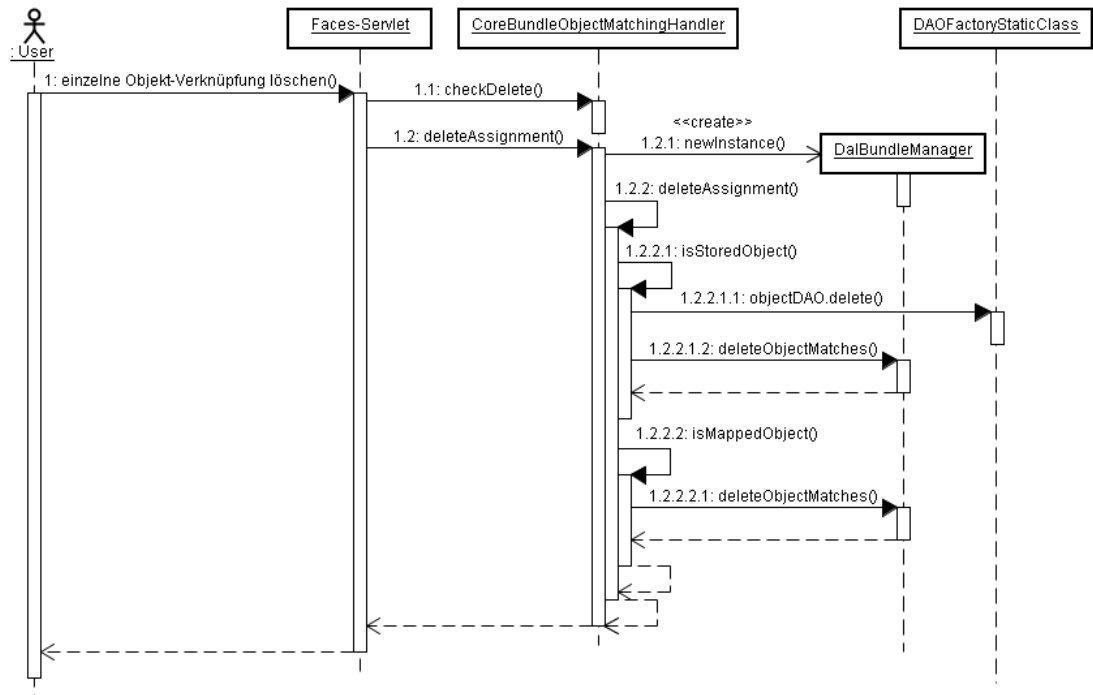 Faces-Servlet
CoreBundleObjectMatchingHandler
DAOFactoryStaticClass
: User
1: einzelne Objekt-Verknüpfung löschen()
1.1: checkDelete()
<<create>>
1.2: deleteAssignment()
1.2.1: newInstance()
DalBundleManager
1.2.2: deleteAssignment()
1.2.2.1: isStoredObject()
1.2.2.1.1: objectDAO.delete()
1.2.2.1.2: deleteObjectMatches()
1.2.2.2: isMappedObject()
1.2.2.2.1: deleteObjectMatches()